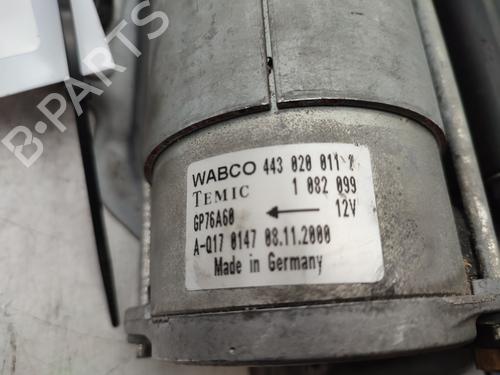 B-PARTS
WABCO 443 020 011
TEMIC 1 082 099
GP76A60 ← 12V
A-Q17 0147 08.11.2000
Made in Germany